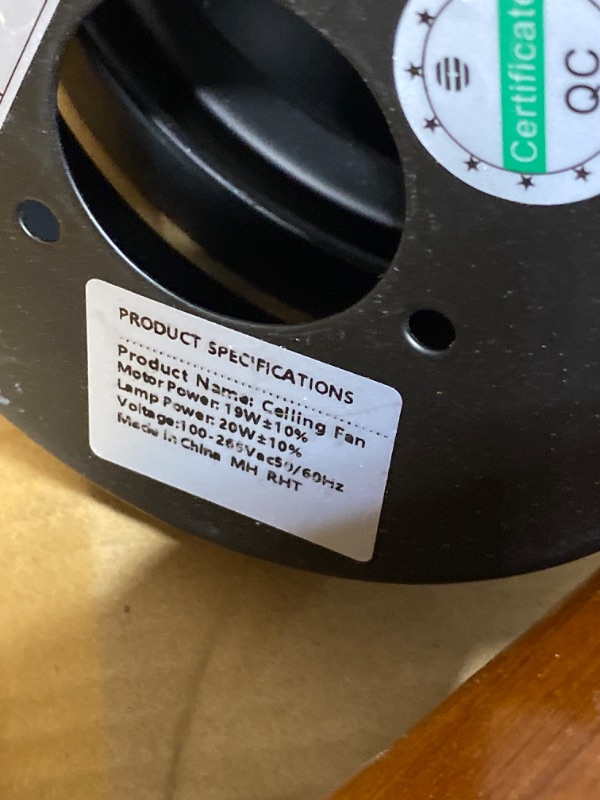 Certificate
QC
PRODUCT SPECIFICATIONS
Product Name: Celling Fan
Motor Power: 19W±10%
Lamp Power: 20W±10%
Voltage:100-265Vac50/60Hz
Made in China MH RHT